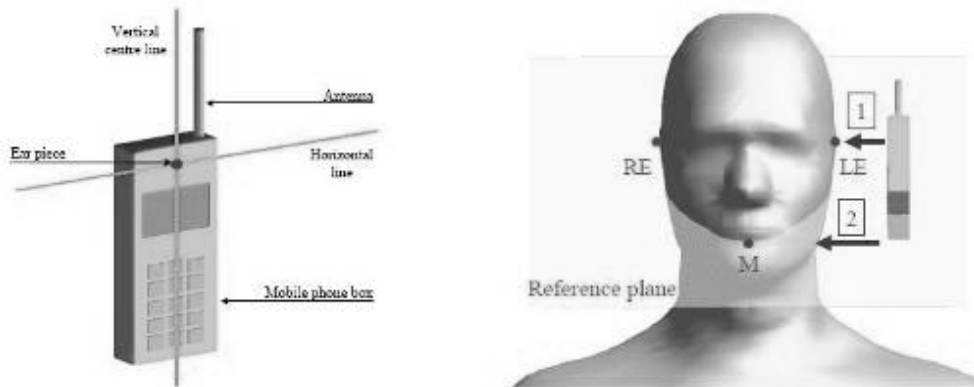 Vertical
centre line
Antenna
Ear piece
Horizontal
line
Mobile phone box
1
RE
LE
2
M
Reference plane